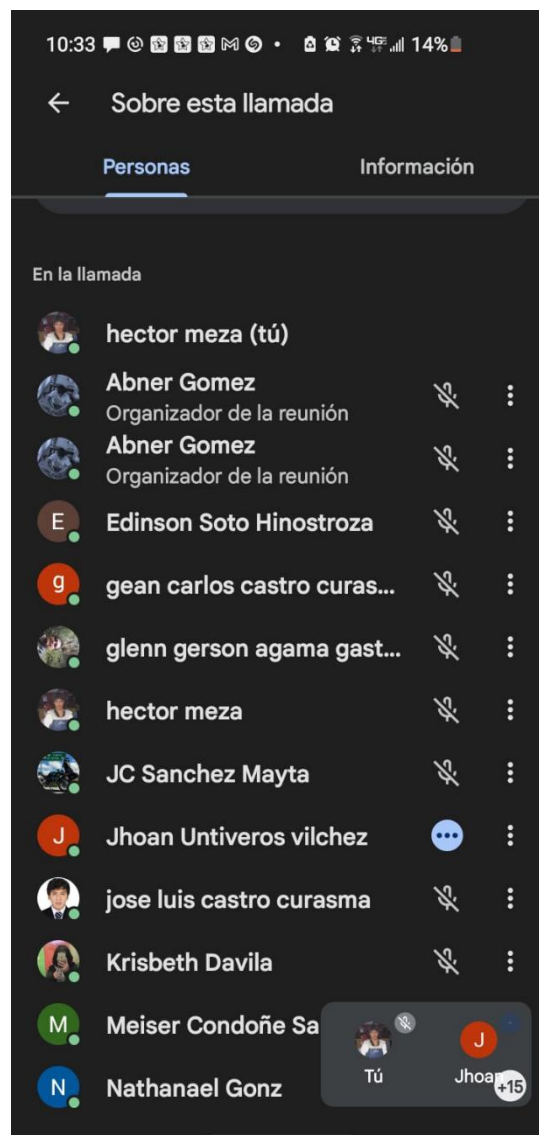 10:33 4G 14%
Sobre esta llamada
Personas Información
En la llamada
hector meza (tú)
Abner Gomez
Organizador de la reunión
Abner Gomez
Organizador de la reunión
E Edinson Soto Hinostroza
g gean carlos castro curas...
glenn gerson agama gast...
hector meza
JC Sanchez Mayta
J Jhoan Untiveros vilchez
jose luis castro curasma
Krisbeth Davila
M Meiser Condoñe Sa
N Nathanael Gonz
J
Tú Jhoan
+15